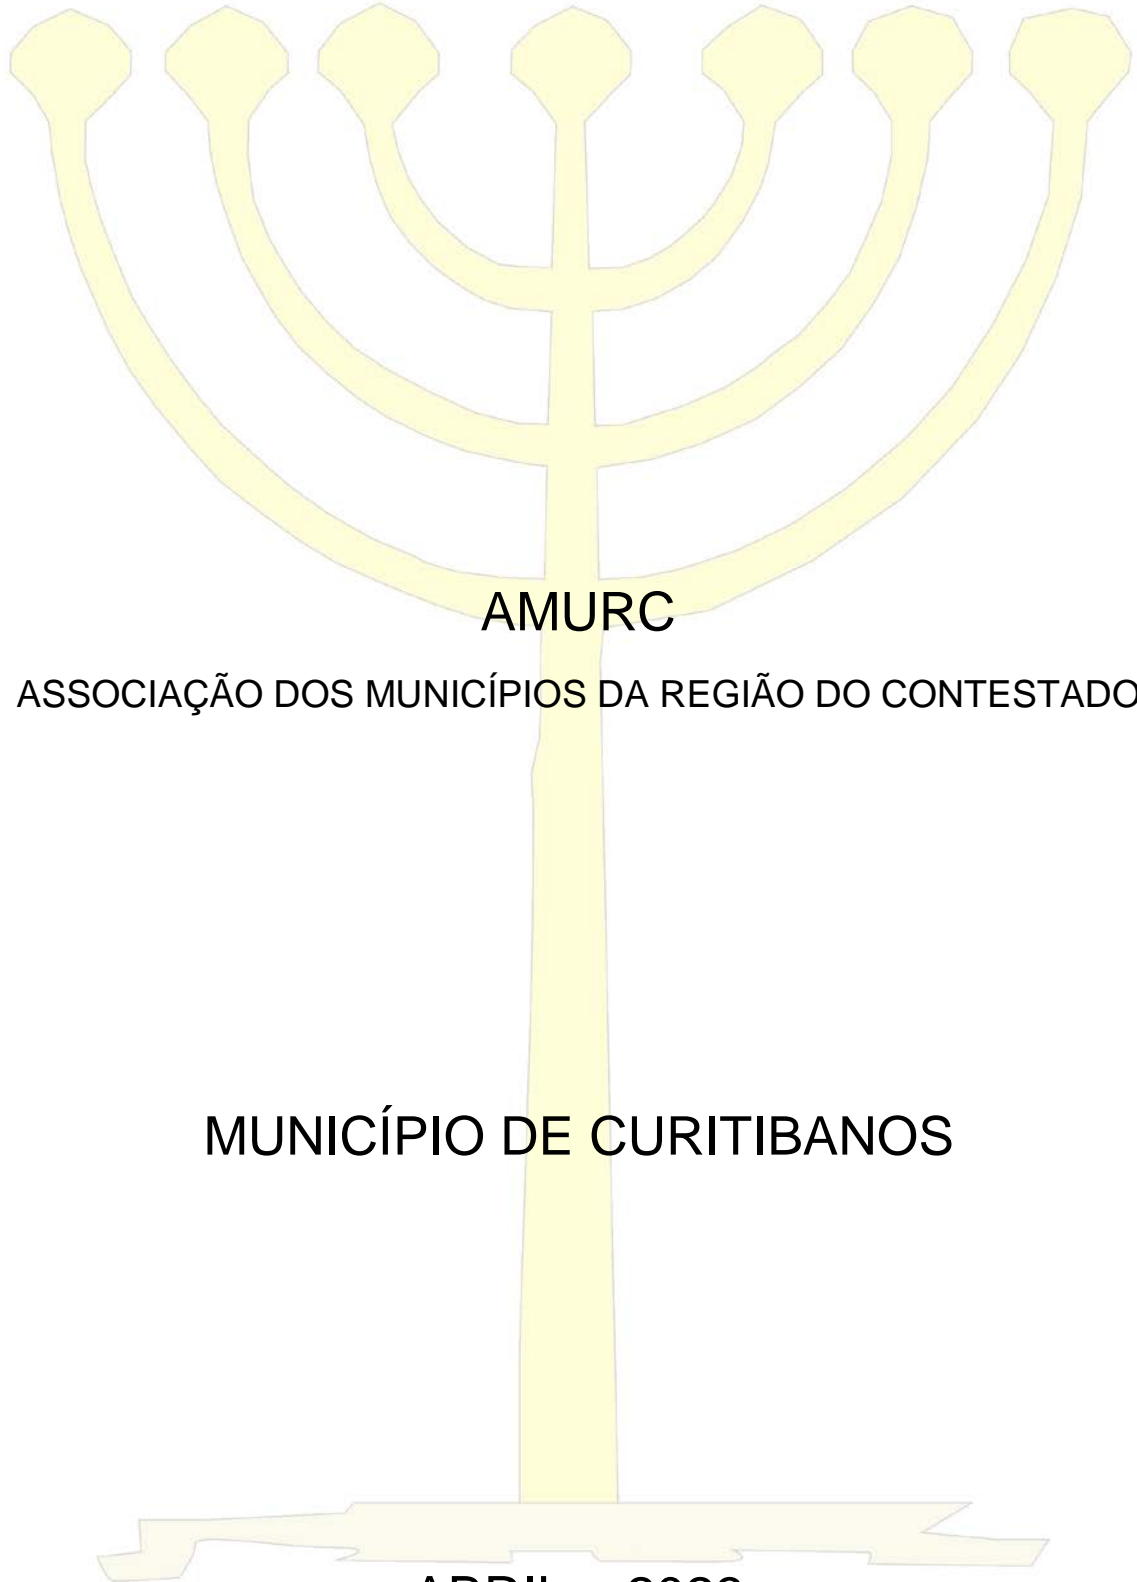 AMURC
ASSOCIAÇÃO DOS MUNICÍPIOS DA REGIÃO DO CONTESTADO
MUNICÍPIO DE CURITIBANOS